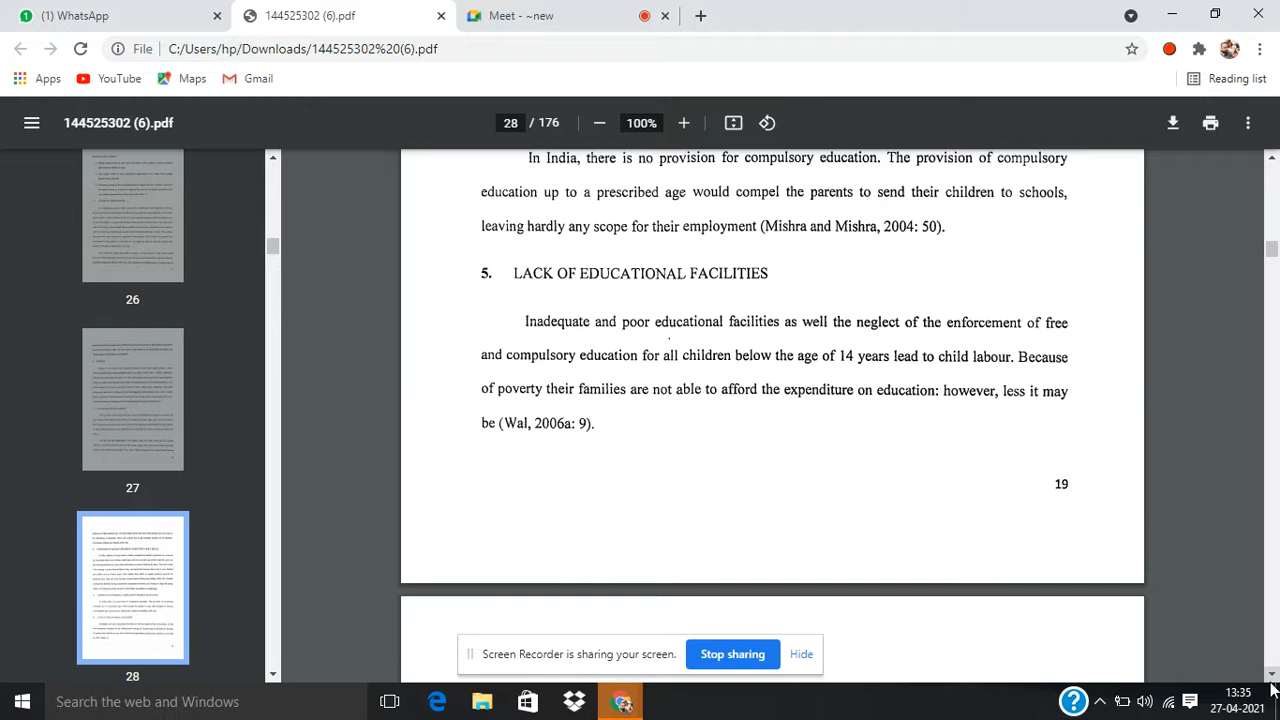 (1) WhatsApp
144525302 (6).pdf
Meet - ~new
File
C:/Users/hp/Downloads/144525302%20(6).pdf
Apps
YouTube
Maps
Gmail
Reading list
144525302 (6).pdf
28 / 176
100%
26
27
28
there is no provision for compulsory education. The provision of compulsory
education up to a prescribed age would compel the parents to send their children to schools,
leaving hardly any scope for their employment (Mishra and Mishra, 2004: 50).
5. LACK OF EDUCATIONAL FACILITIES
Inadequate and poor educational facilities as well the neglect of the enforcement of free
and compulsory education for all children below the age of 14 years lead to child labour. Because
of poverty their families are not able to afford the expenditure on education: however, less it may
be (Wal, 2006a: 9).
19
Screen Recorder is sharing your screen.
Stop sharing
Hide
Search the web and Windows
13:35
27-04-2021